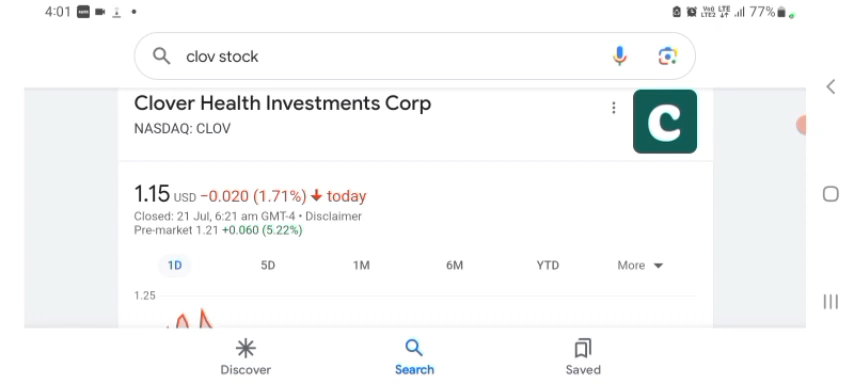 4:01 77%
clov stock
Clover Health Investments Corp
NASDAQ: CLOV
C
1.15 USD −0.020 (1.71%) today
Closed: 21 Jul, 6:21 am GMT-4 • Disclaimer
Pre-market 1.21 +0.060 (5.22%)
1D 5D 1M 6M YTD More
1.25
Discover Search Saved